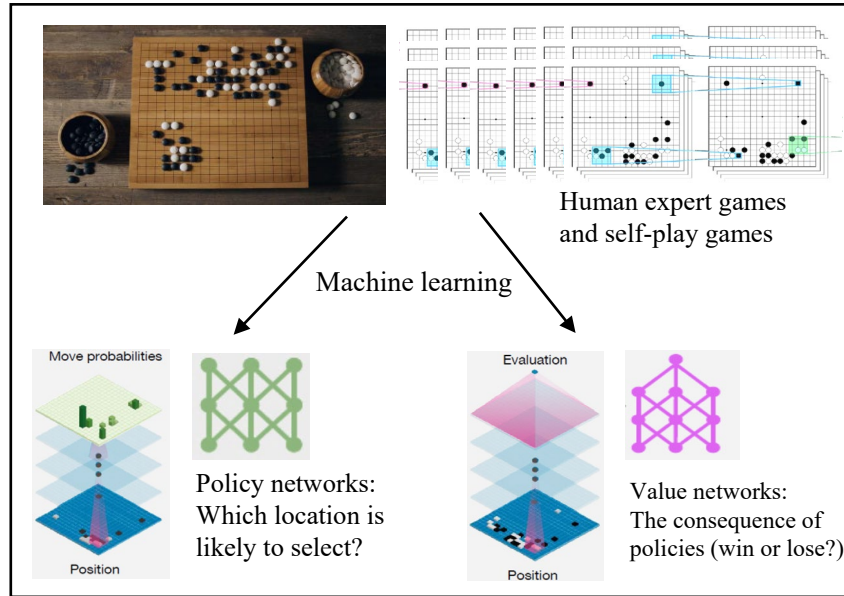 Human expert games
and self-play games
Machine learning
Move probabilities
Position
Policy networks:
Which location is
likely to select?
Evaluation
Position
Value networks:
The consequence of
policies (win or lose?)